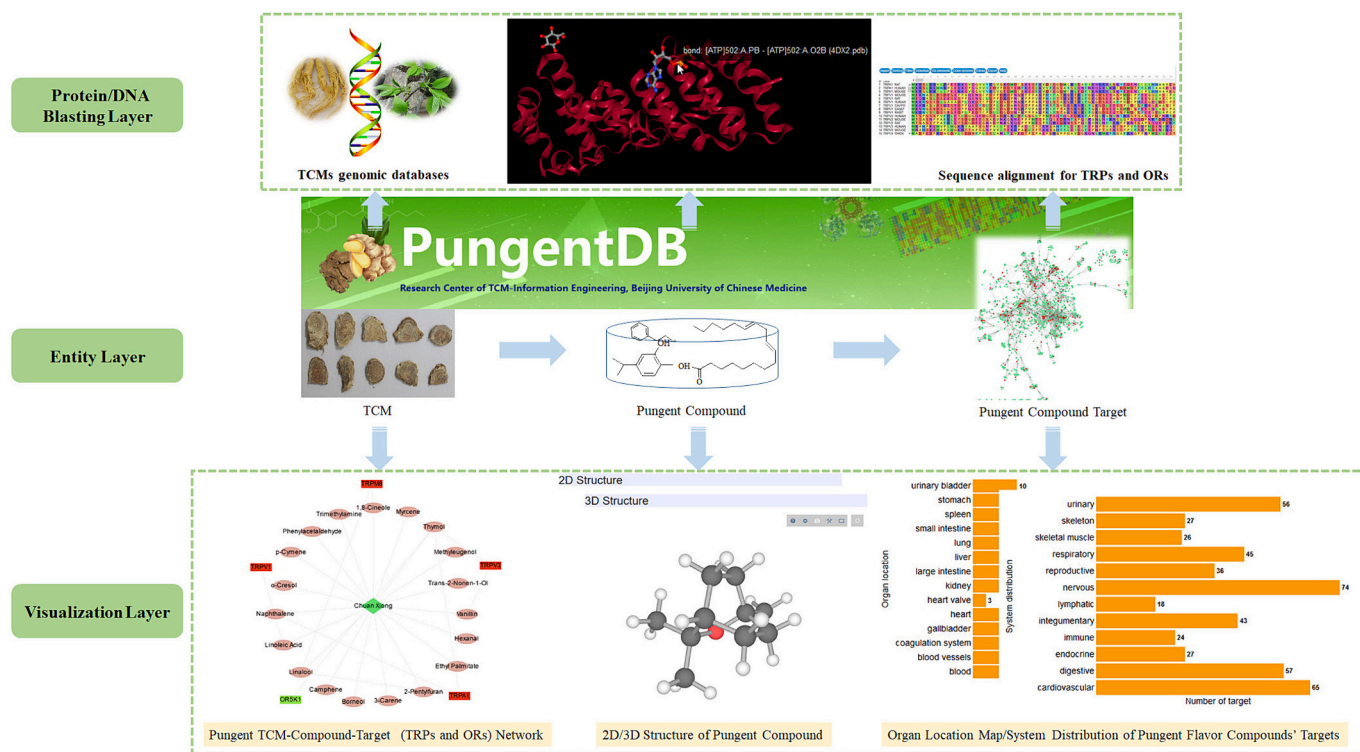 Protein/DNA
Blasting Layer
TCMs genomic databases
bond: [ATP]502:A.PB - [ATP]502:A.O2B (4DX2.pdb)
Sequence alignment for TRPs and ORs
PungentDB
Research Center of TCM-Information Engineering, Beijing University of Chinese Medicine
Entity Layer
OH
OH
O
TCM
Pungent Compound
Pungent Compound Target
Visualization Layer
TRPM8
1,8-Cineole
Myrcene
Trimethylamine
Thymol
Phenylacetaldehyde
Methyleugenol
p-Cymene
TRPV1
TRPV3
Trans-2-Nonen-1-Ol
o-Cresol
Chuan Xiong
Naphthalene
Vanillin
Linoleic Acid
Hexanal
Linalool
Ethyl Palmitate
OR5K1
Camphene
Borneol
3-Carene
2-Pentylfuran
TRPA1
Pungent TCM-Compound-Target (TRPs and ORs) Network
2D Structure
3D Structure
2D/3D Structure of Pungent Compound
Organ location
urinary bladder 10
stomach
spleen
small intestine
lung
liver
large intestine
kidney
heart valve 3
heart
gallbladder
coagulation system
blood vessels
blood
System distribution
urinary 56
skeleton 27
skeletal muscle 26
respiratory 45
reproductive 36
nervous 74
lymphatic 18
integumentary 43
immune 24
endocrine 27
digestive 57
cardiovascular 65
Number of target
Organ Location Map/System Distribution of Pungent Flavor Compounds' Targets